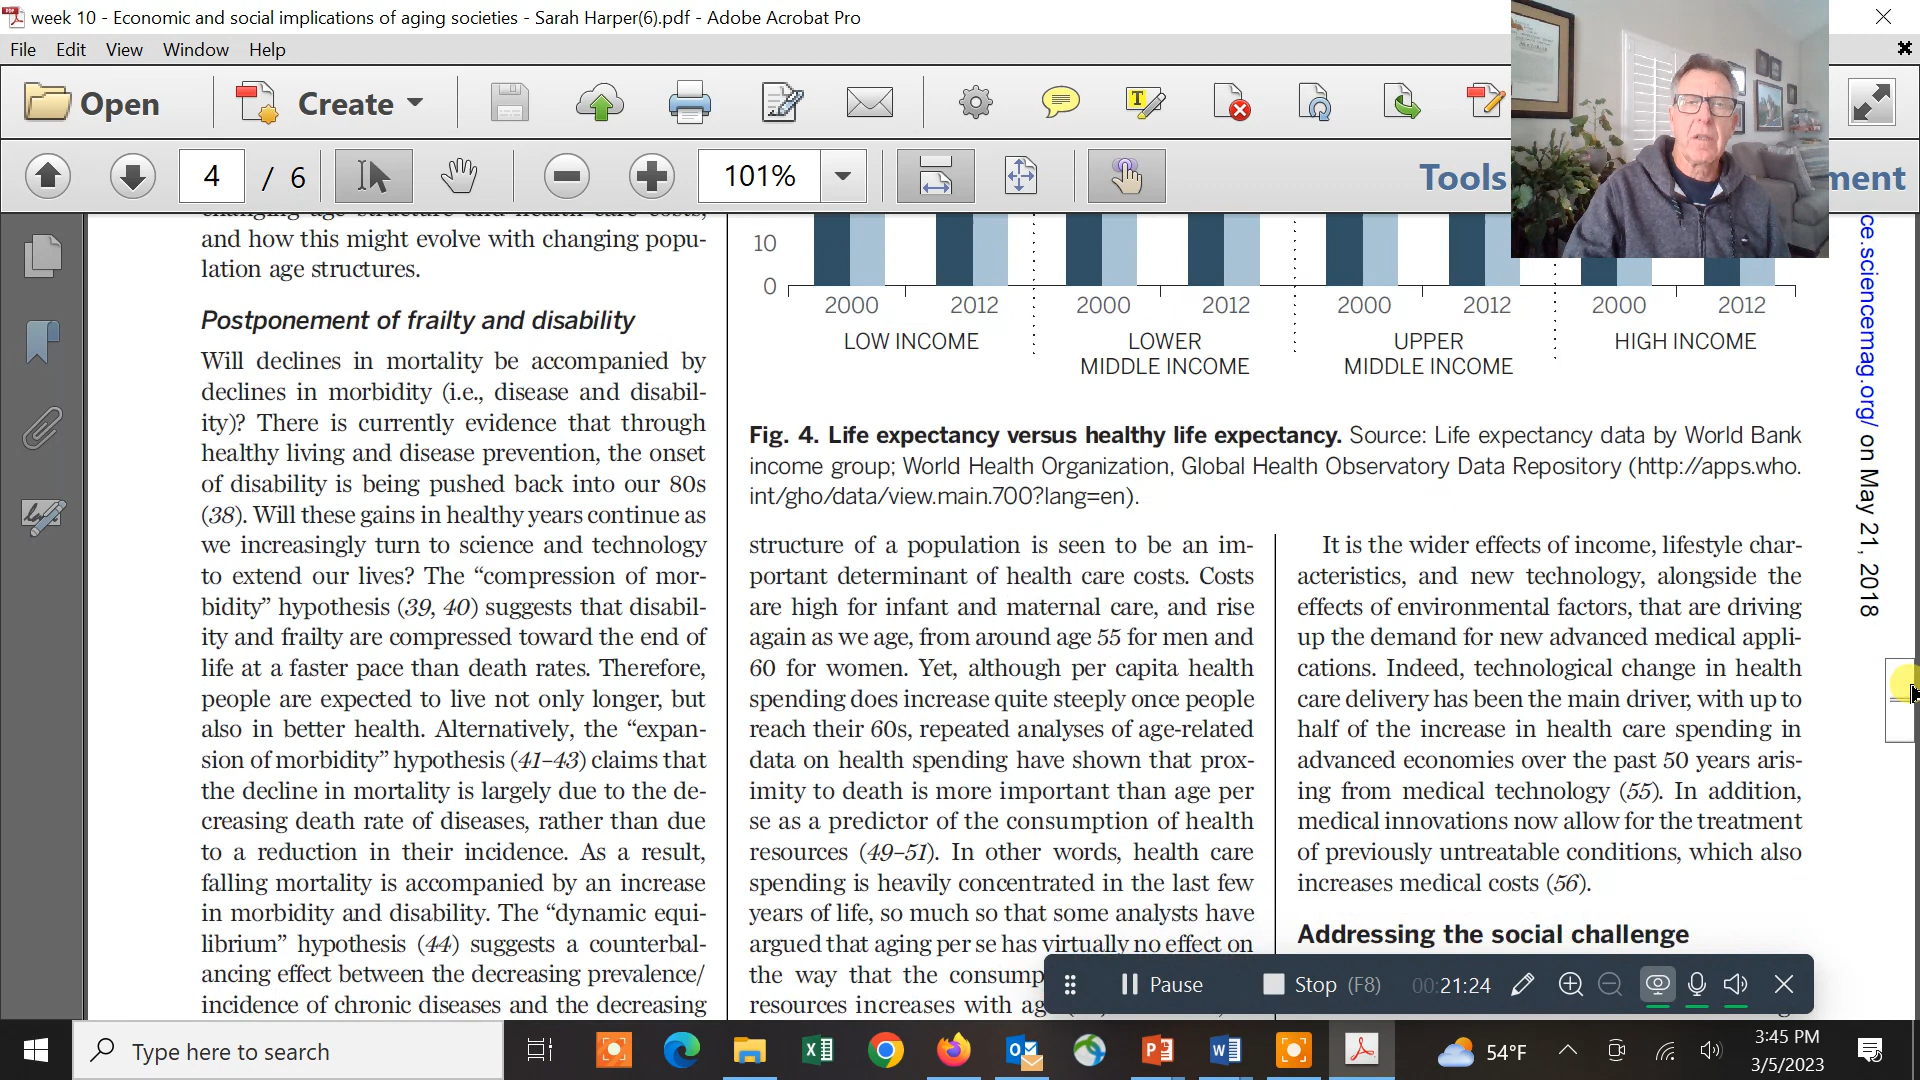 week 10 - Economic and social implications of aging societies - Sarah Harper(6).pdf - Adobe Acrobat Pro
File Edit View Window Help
Open Create
4 / 6 101% Tools ment
changing age structure and health care costs,
and how this might evolve with changing popu-
lation age structures.
Postponement of frailty and disability
Will declines in mortality be accompanied by
declines in morbidity (i.e., disease and disabil-
ity)? There is currently evidence that through
healthy living and disease prevention, the onset
of disability is being pushed back into our 80s
(38). Will these gains in healthy years continue as
we increasingly turn to science and technology
to extend our lives? The “compression of mor-
bidity” hypothesis (39, 40) suggests that disabil-
ity and frailty are compressed toward the end of
life at a faster pace than death rates. Therefore,
people are expected to live not only longer, but
also in better health. Alternatively, the “expan-
sion of morbidity” hypothesis (41–43) claims that
the decline in mortality is largely due to the de-
creasing death rate of diseases, rather than due
to a reduction in their incidence. As a result,
falling mortality is accompanied by an increase
in morbidity and disability. The “dynamic equi-
librium” hypothesis (44) suggests a counterbal-
ancing effect between the decreasing prevalence/
incidence of chronic diseases and the decreasing
10
0
2000 2012 2000 2012 2000 2012 2000 2012
LOW INCOME LOWER UPPER HIGH INCOME
MIDDLE INCOME MIDDLE INCOME
Fig. 4. Life expectancy versus healthy life expectancy. Source: Life expectancy data by World Bank
income group; World Health Organization, Global Health Observatory Data Repository (http://apps.who.
int/gho/data/view.main.700?lang=en).
structure of a population is seen to be an im-
portant determinant of health care costs. Costs
are high for infant and maternal care, and rise
again as we age, from around age 55 for men and
60 for women. Yet, although per capita health
spending does increase quite steeply once people
reach their 60s, repeated analyses of age-related
data on health spending have shown that prox-
imity to death is more important than age per
se as a predictor of the consumption of health
resources (49–51). In other words, health care
spending is heavily concentrated in the last few
years of life, so much so that some analysts have
argued that aging per se has virtually no effect on
the way that the consump
resources increases with ag
It is the wider effects of income, lifestyle char-
acteristics, and new technology, alongside the
effects of environmental factors, that are driving
up the demand for new advanced medical appli-
cations. Indeed, technological change in health
care delivery has been the main driver, with up to
half of the increase in health care spending in
advanced economies over the past 50 years aris-
ing from medical technology (55). In addition,
medical innovations now allow for the treatment
of previously untreatable conditions, which also
increases medical costs (56).
Addressing the social challenge
ce.sciencemag.org/ on May 21, 2018
Pause Stop (F8) 00:21:24
Type here to search
54°F
3:45 PM
3/5/2023